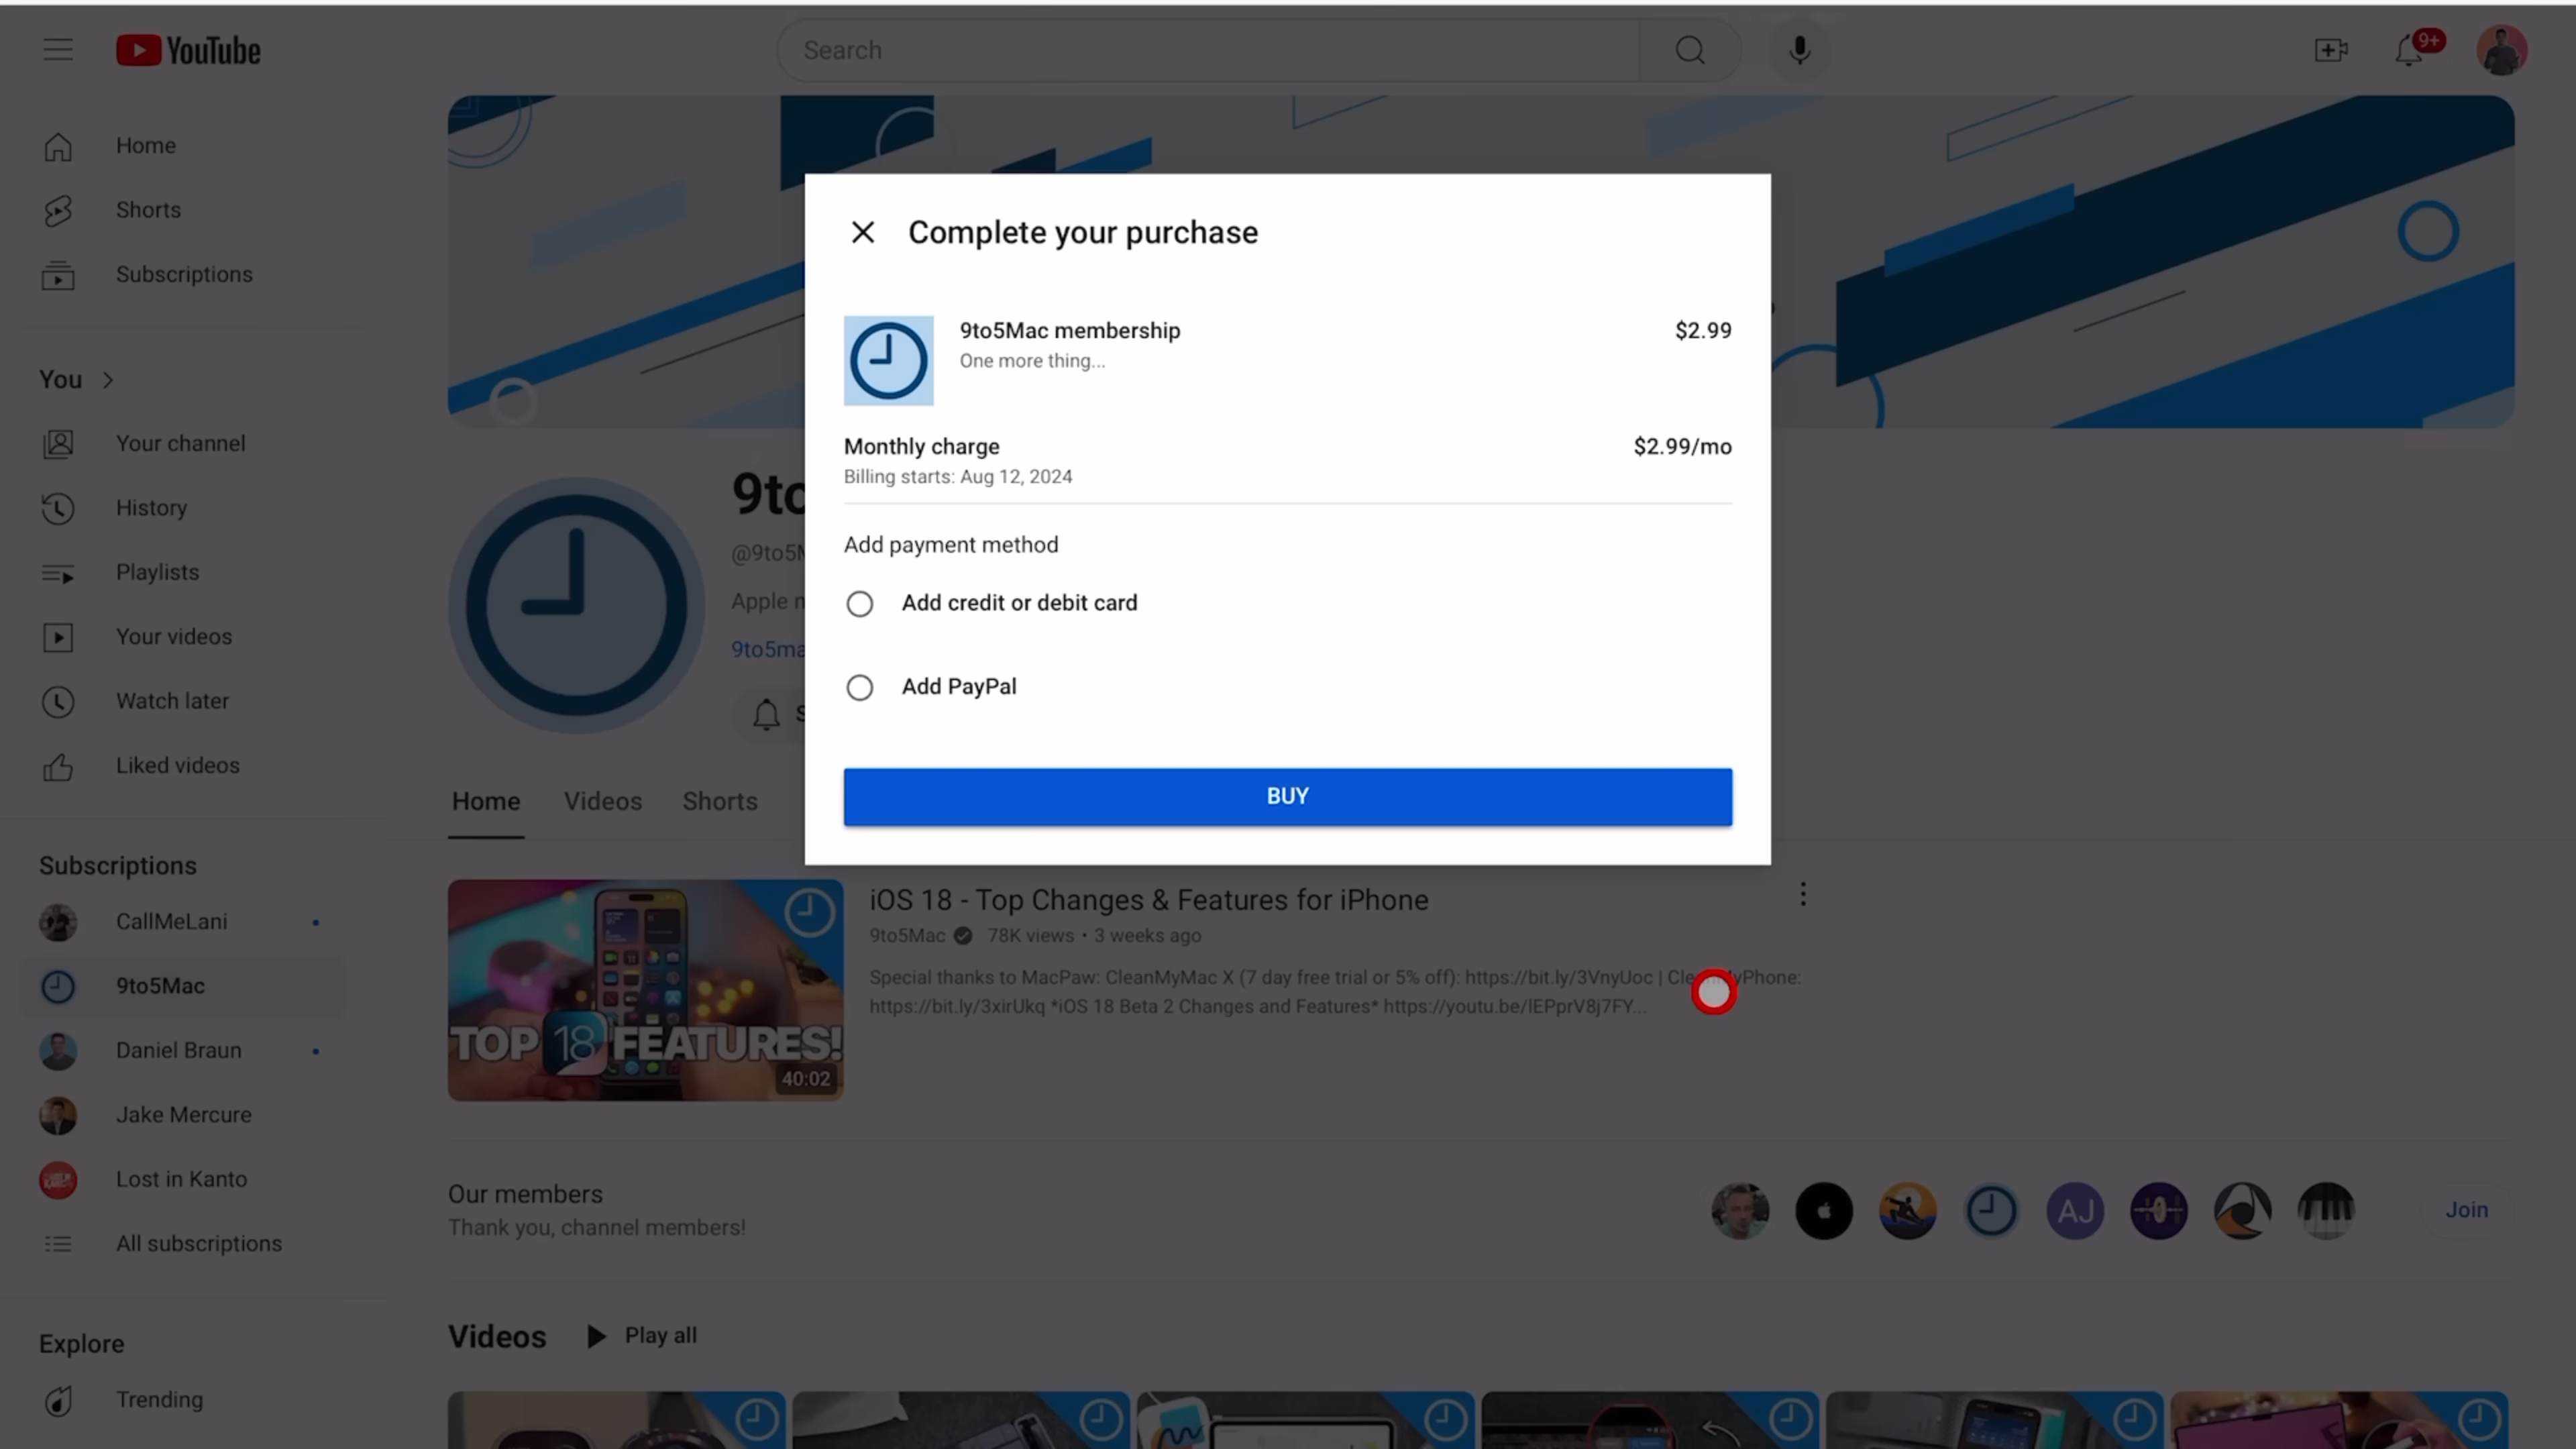 YouTube
Search
9+
Home
Shorts
Subscriptions
You
Your channel
History
Playlists
Your videos
Watch later
Liked videos
Subscriptions
CallMeLani
9to5Mac
Daniel Braun
Jake Mercure
Lost in Kanto
All subscriptions
Explore
Trending
Complete your purchase
9to5Mac membership
$2.99
One more thing...
Monthly charge
$2.99/mo
Billing starts: Aug 12, 2024
Add payment method
Add credit or debit card
Add PayPal
BUY
Apple
Home
Videos
Shorts
TOP 18 FEATURES!
40:02
iOS 18 - Top Changes & Features for iPhone
9to5Mac 78K views • 3 weeks ago
Special thanks to MacPaw: CleanMyMac X (7 day free trial or 5% off): https://bit.ly/3VnyUoc |
https://bit.ly/3xirUkq *iOS 18 Beta 2 Changes and Features* https://youtu.be/lEPprV8j7FY...
Our members
Thank you, channel members!
AJ
Join
Videos
Play all